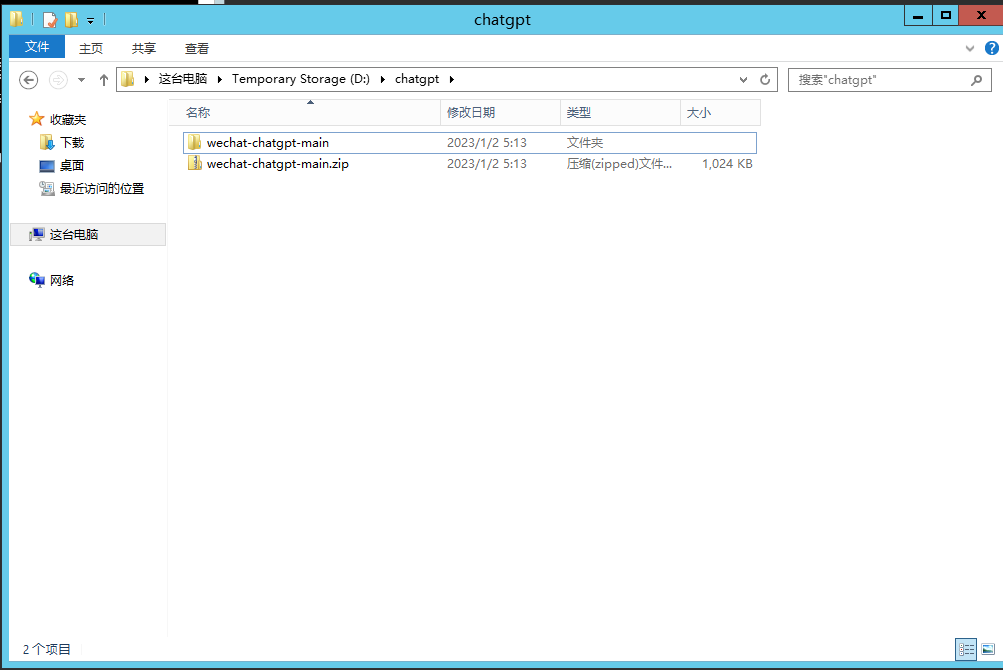 chatgpt
文件 主页 共享 查看
这台电脑 Temporary Storage (D:) chatgpt 搜索"chatgpt"
名称 修改日期 类型 大小
wechat-chatgpt-main 2023/1/2 5:13 文件夹
wechat-chatgpt-main.zip 2023/1/2 5:13 压缩(zipped)文件... 1,024 KB
收藏夹
下载
桌面
最近访问的位置
这台电脑
网络
2 个项目